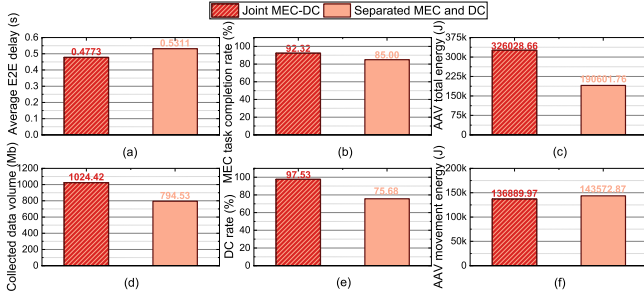 Joint MEC-DC
Separated MEC and DC
Average E2E delay (s)
0.6
0.5
0.4
0.3
0.2
0.1
0.0
0.4773
0.5311
(a)
MEC task completion rate (%)
100
80
60
40
20
0
92.32
85.00
(b)
AAV total energy (J)
375k
300k
225k
150k
75k
0
326028.66
190601.76
(c)
Collected data volume (Mb)
1200
1000
800
600
400
200
0
1024.42
794.53
(d)
DC rate (%)
100
80
60
40
20
0
97.53
75.68
(e)
AAV movement energy (J)
200k
150k
100k
50k
0
136889.97
143572.87
(f)